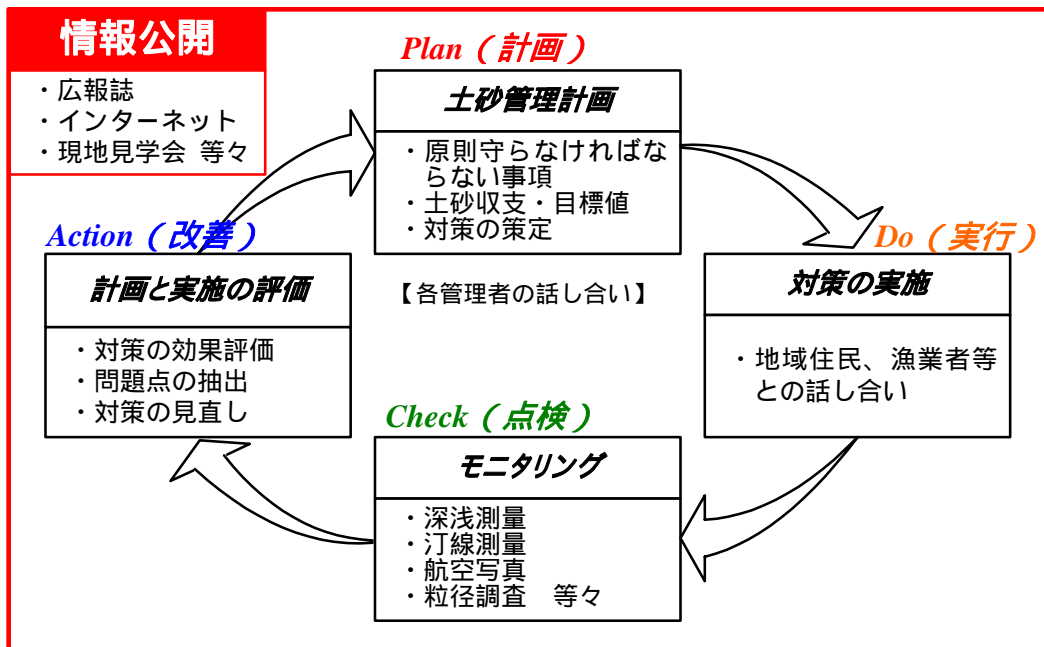 情報公開
・広報誌
・インターネット
・現地見学会 等々
Plan（計画）
土砂管理計画
・原則守らなければな
らない事項
・土砂収支・目標値
・対策の策定
Do（実行）
対策の実施
・地域住民、漁業者等
との話し合い
Check（点検）
モニタリング
・深浅測量
・汀線測量
・航空写真
・粒径調査　等々
Action（改善）
計画と実施の評価
・対策の効果評価
・問題点の抽出
・対策の見直し
【各管理者の話し合い】